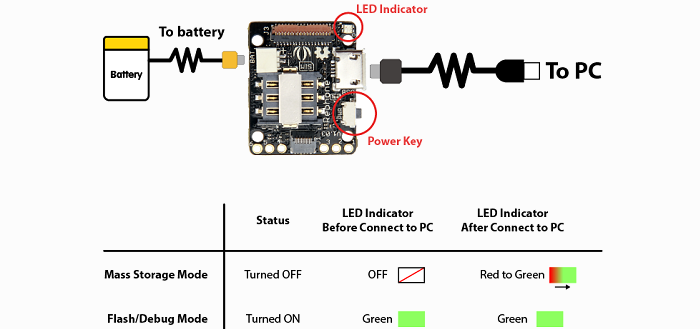 LED Indicator
To battery
Battery
To PC
Power Key
Status
LED Indicator
Before Connect to PC
LED Indicator
After Connect to PC
Mass Storage Mode
Turned OFF
OFF
Red to Green
Flash/Debug Mode
Turned ON
Green
Green